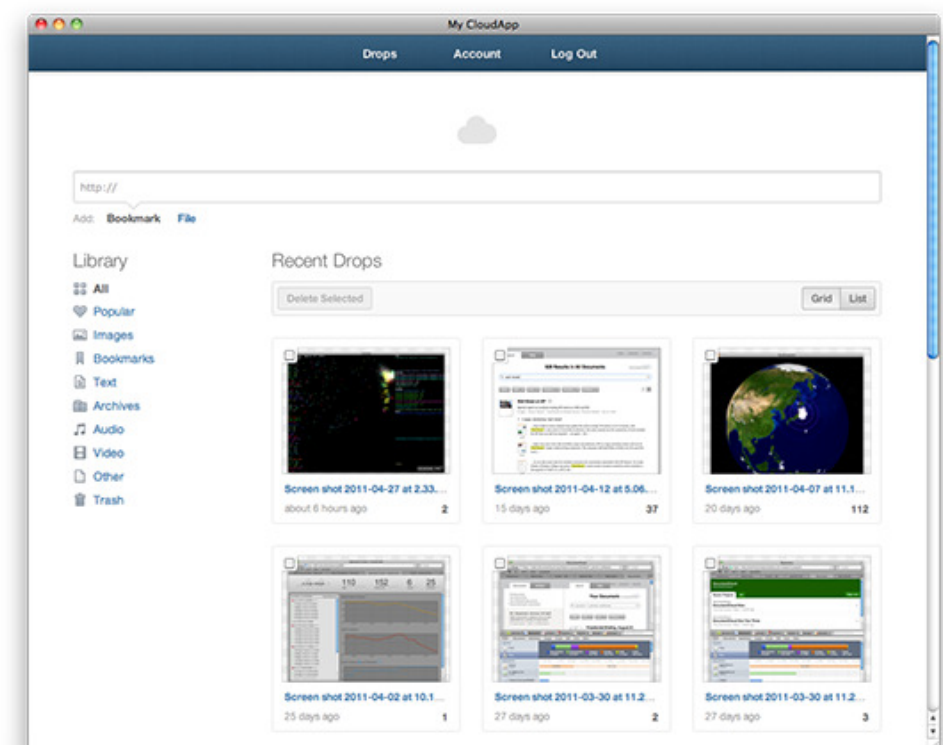 My CloudApp
Drops Account Log Out
http://
Add: Bookmark File
Library
All
Popular
Images
Bookmarks
Text
Archives
Audio
Video
Other
Trash
Recent Drops
Delete Selected Grid List
Screen shot 2011-04-27 at 2.33....
about 6 hours ago 2
Screen shot 2011-04-12 at 5.06....
15 days ago 37
Screen shot 2011-04-07 at 11.1...
20 days ago 112
110 152 6 25
Screen shot 2011-04-02 at 10.1...
25 days ago 1
Screen shot 2011-03-30 at 11.2...
27 days ago 2
Screen shot 2011-03-30 at 11.2...
27 days ago 3